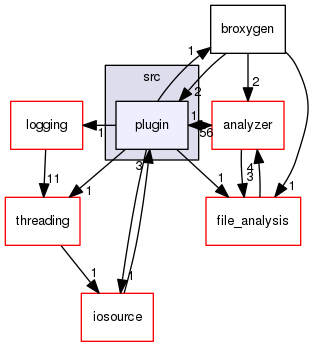 broxygen
1
src
2
2
logging
plugin
1
analyzer
1
56
11
1
3
1
4
3
1
threading
file_analysis
1
1
iosource